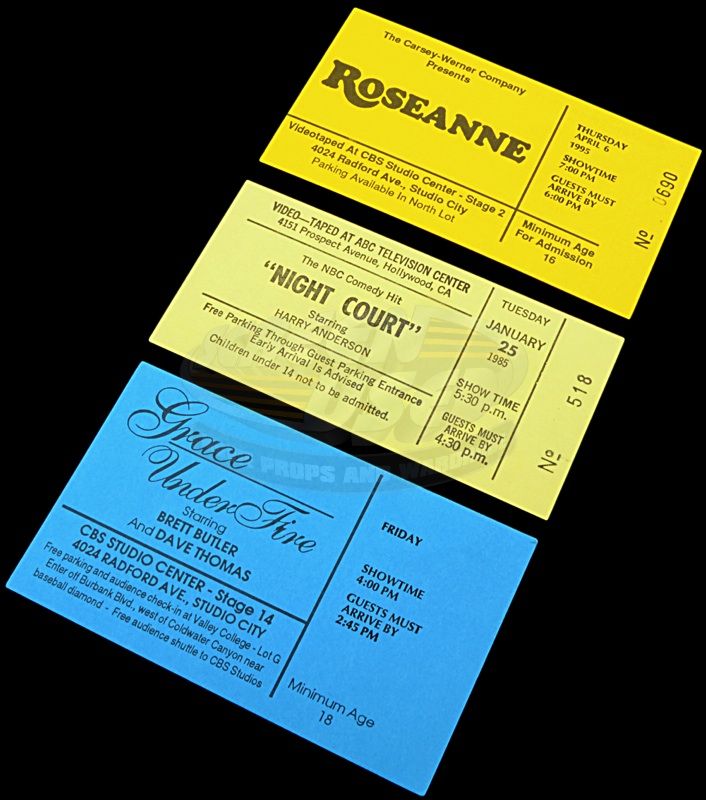 The Carsey-Werner Company
Presents
ROSEANNE
Videotaped At CBS Studio Center - Stage 2
4024 Radford Ave., Studio City
Parking Available In North Lot
THURSDAY
APRIL 6
1995
SHOWTIME
7:00 PM
GUESTS MUST
ARRIVE BY
6:00 PM
Minimum Age
For Admission
16
Nº 0690
VIDEO—TAPED AT ABC TELEVISION CENTER
4151 Prospect Avenue, Hollywood, CA
The NBC Comedy Hit
"NIGHT COURT"
Starring
HARRY ANDERSON
Free Parking Through Guest Parking Entrance
Early Arrival Is Advised
Children under 14 not to be admitted.
TUESDAY
JANUARY
25
1985
SHOW TIME
5:30 p.m.
GUESTS MUST
ARRIVE BY
4:30 p.m.
Nº 518
Grace
Under Fire
Starring
BRETT BUTLER
And DAVE THOMAS
CBS STUDIO CENTER - Stage 14
4024 RADFORD AVE., STUDIO CITY
Free parking and audience check-in at Valley College - Lot G
Enter off Burbank Blvd., west of Coldwater Canyon near
baseball diamond - Free audience shuttle to CBS Studios
FRIDAY
SHOWTIME
4:00 PM
GUESTS MUST
ARRIVE BY
2:45 PM
Minimum Age
18
PROPS AND